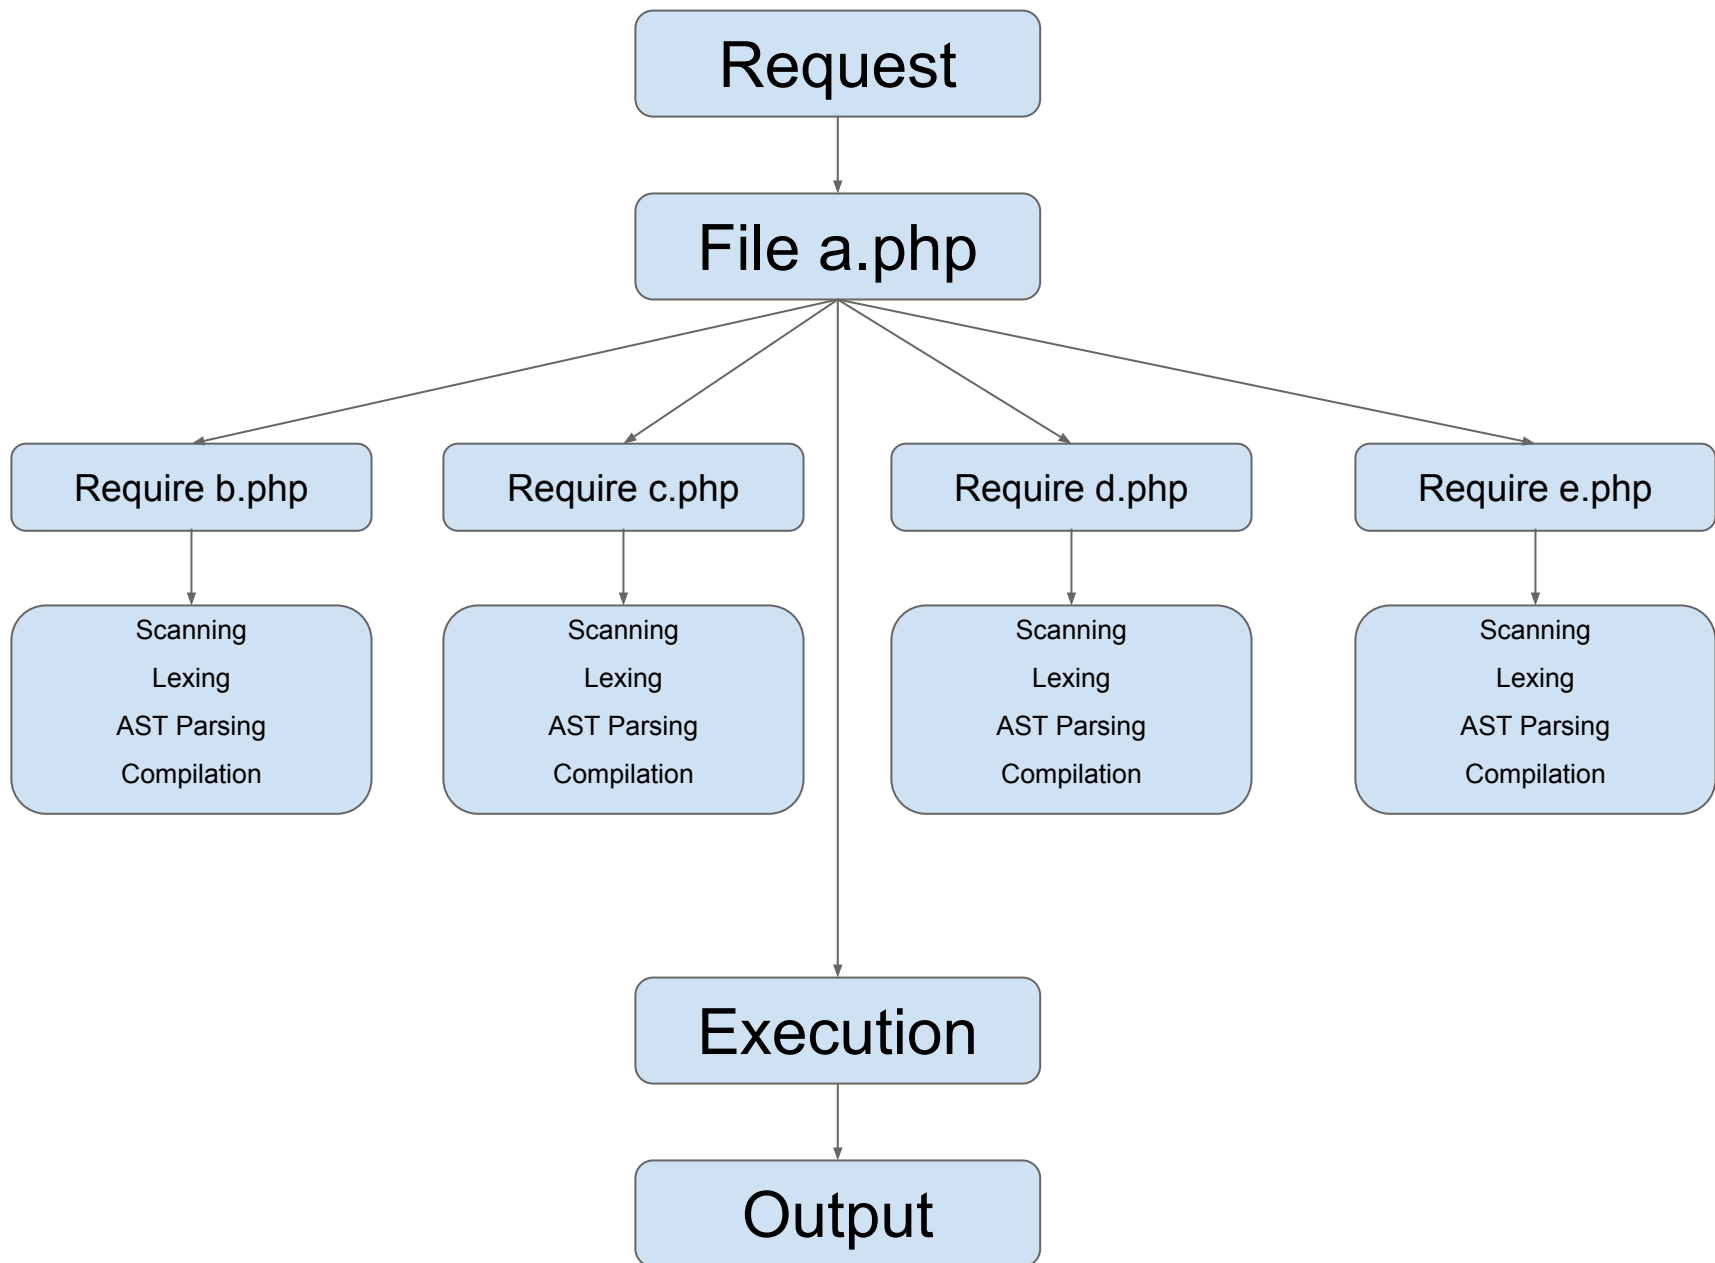 Request
File a.php
Require b.php
Require c.php
Require d.php
Require e.php
Scanning
Lexing
AST Parsing
Compilation
Scanning
Lexing
AST Parsing
Compilation
Scanning
Lexing
AST Parsing
Compilation
Scanning
Lexing
AST Parsing
Compilation
Execution
Output